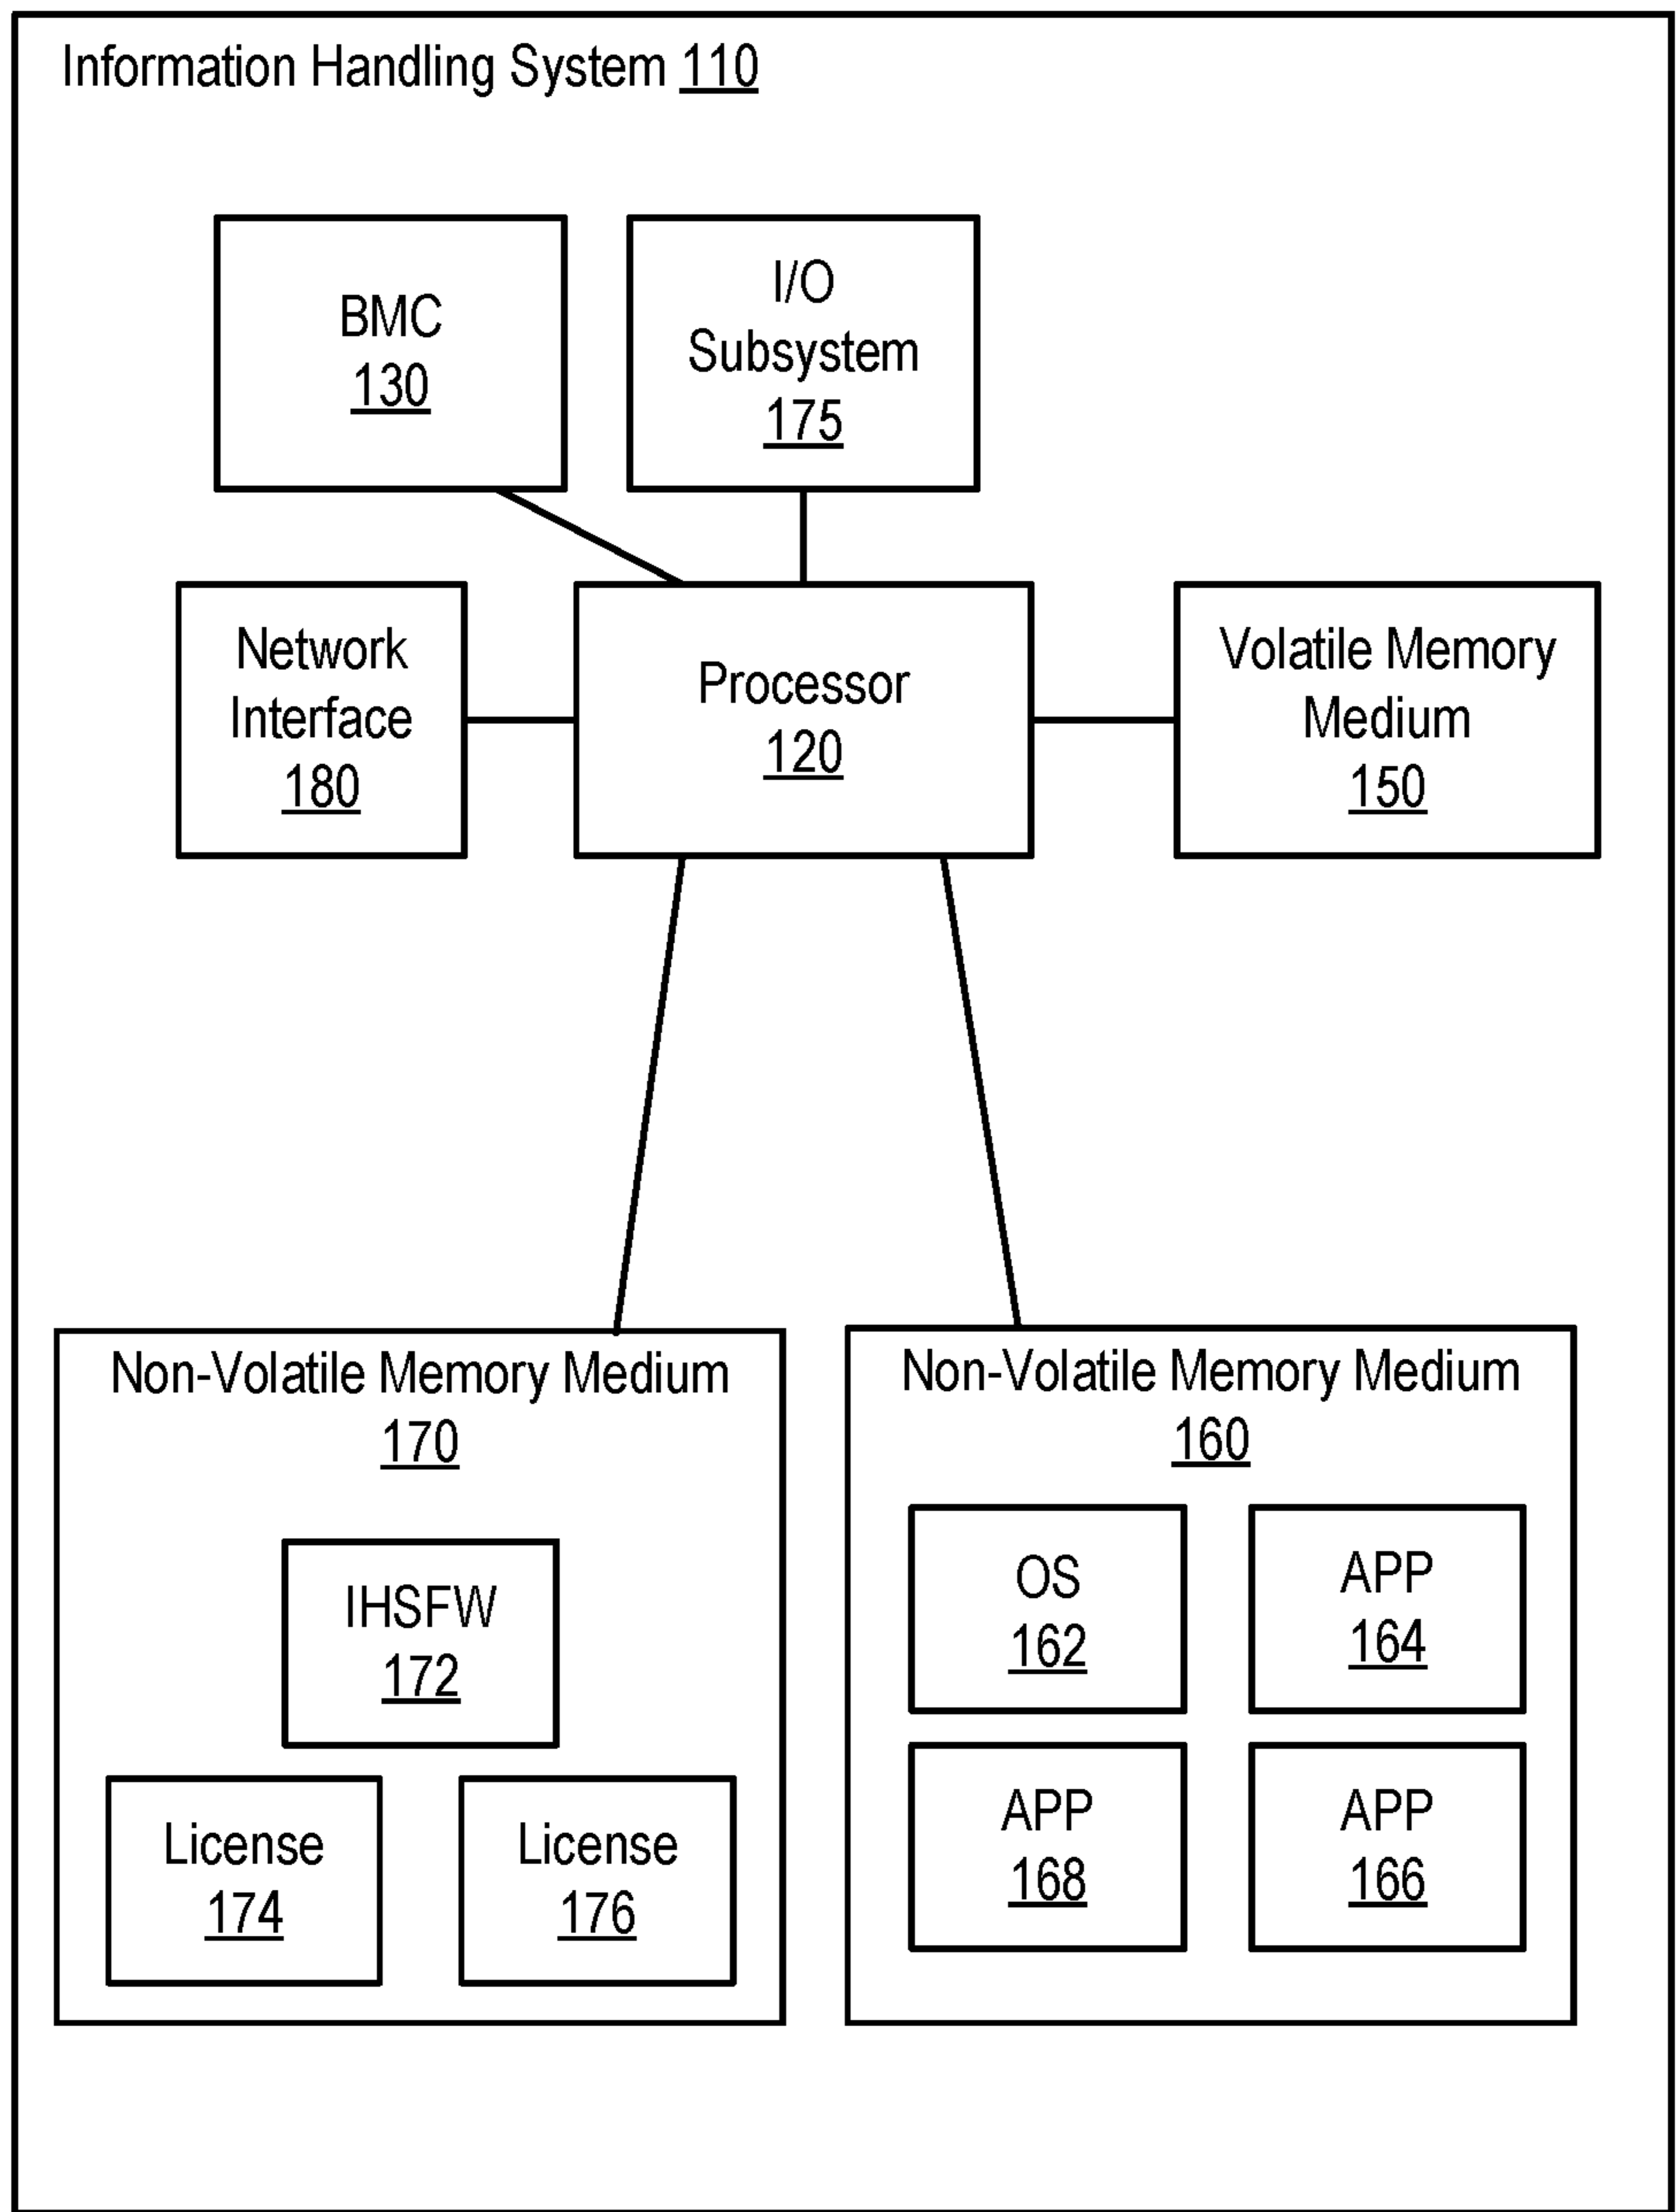 Information Handling System 110
BMC
130
I/O
Subsystem
175
Network
Interface
180
Processor
120
Volatile Memory
Medium
150
Non-Volatile Memory Medium
170
IHSFW
172
License
174
License
176
Non-Volatile Memory Medium
160
OS
162
APP
164
APP
168
APP
166